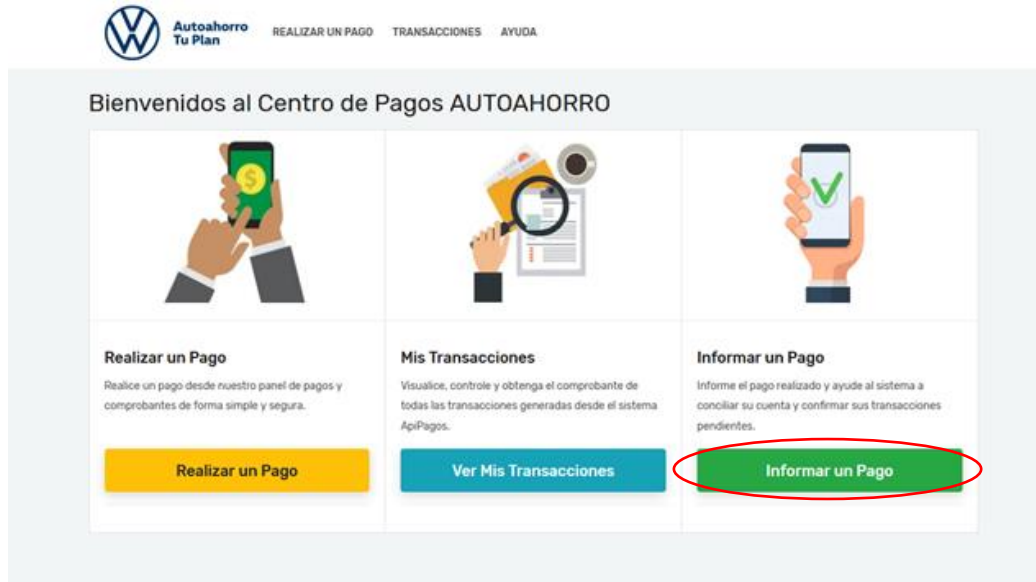 Autoahorro
Tu Plan
REALIZAR UN PAGO TRANSACCIONES AYUDA
Bienvenidos al Centro de Pagos AUTOAHORRO
$
Realizar un Pago
Realice un pago desde nuestro panel de pagos y
comprobantes de forma simple y segura.
Realizar un Pago
Mis Transacciones
Visualice, controle y obtenga el comprobante de
todas las transacciones generadas desde el sistema
ApiPagos.
Ver Mis Transacciones
Informar un Pago
Informe el pago realizado y ayude al sistema a
conciliar su cuenta y confirmar sus transacciones
pendientes.
Informar un Pago